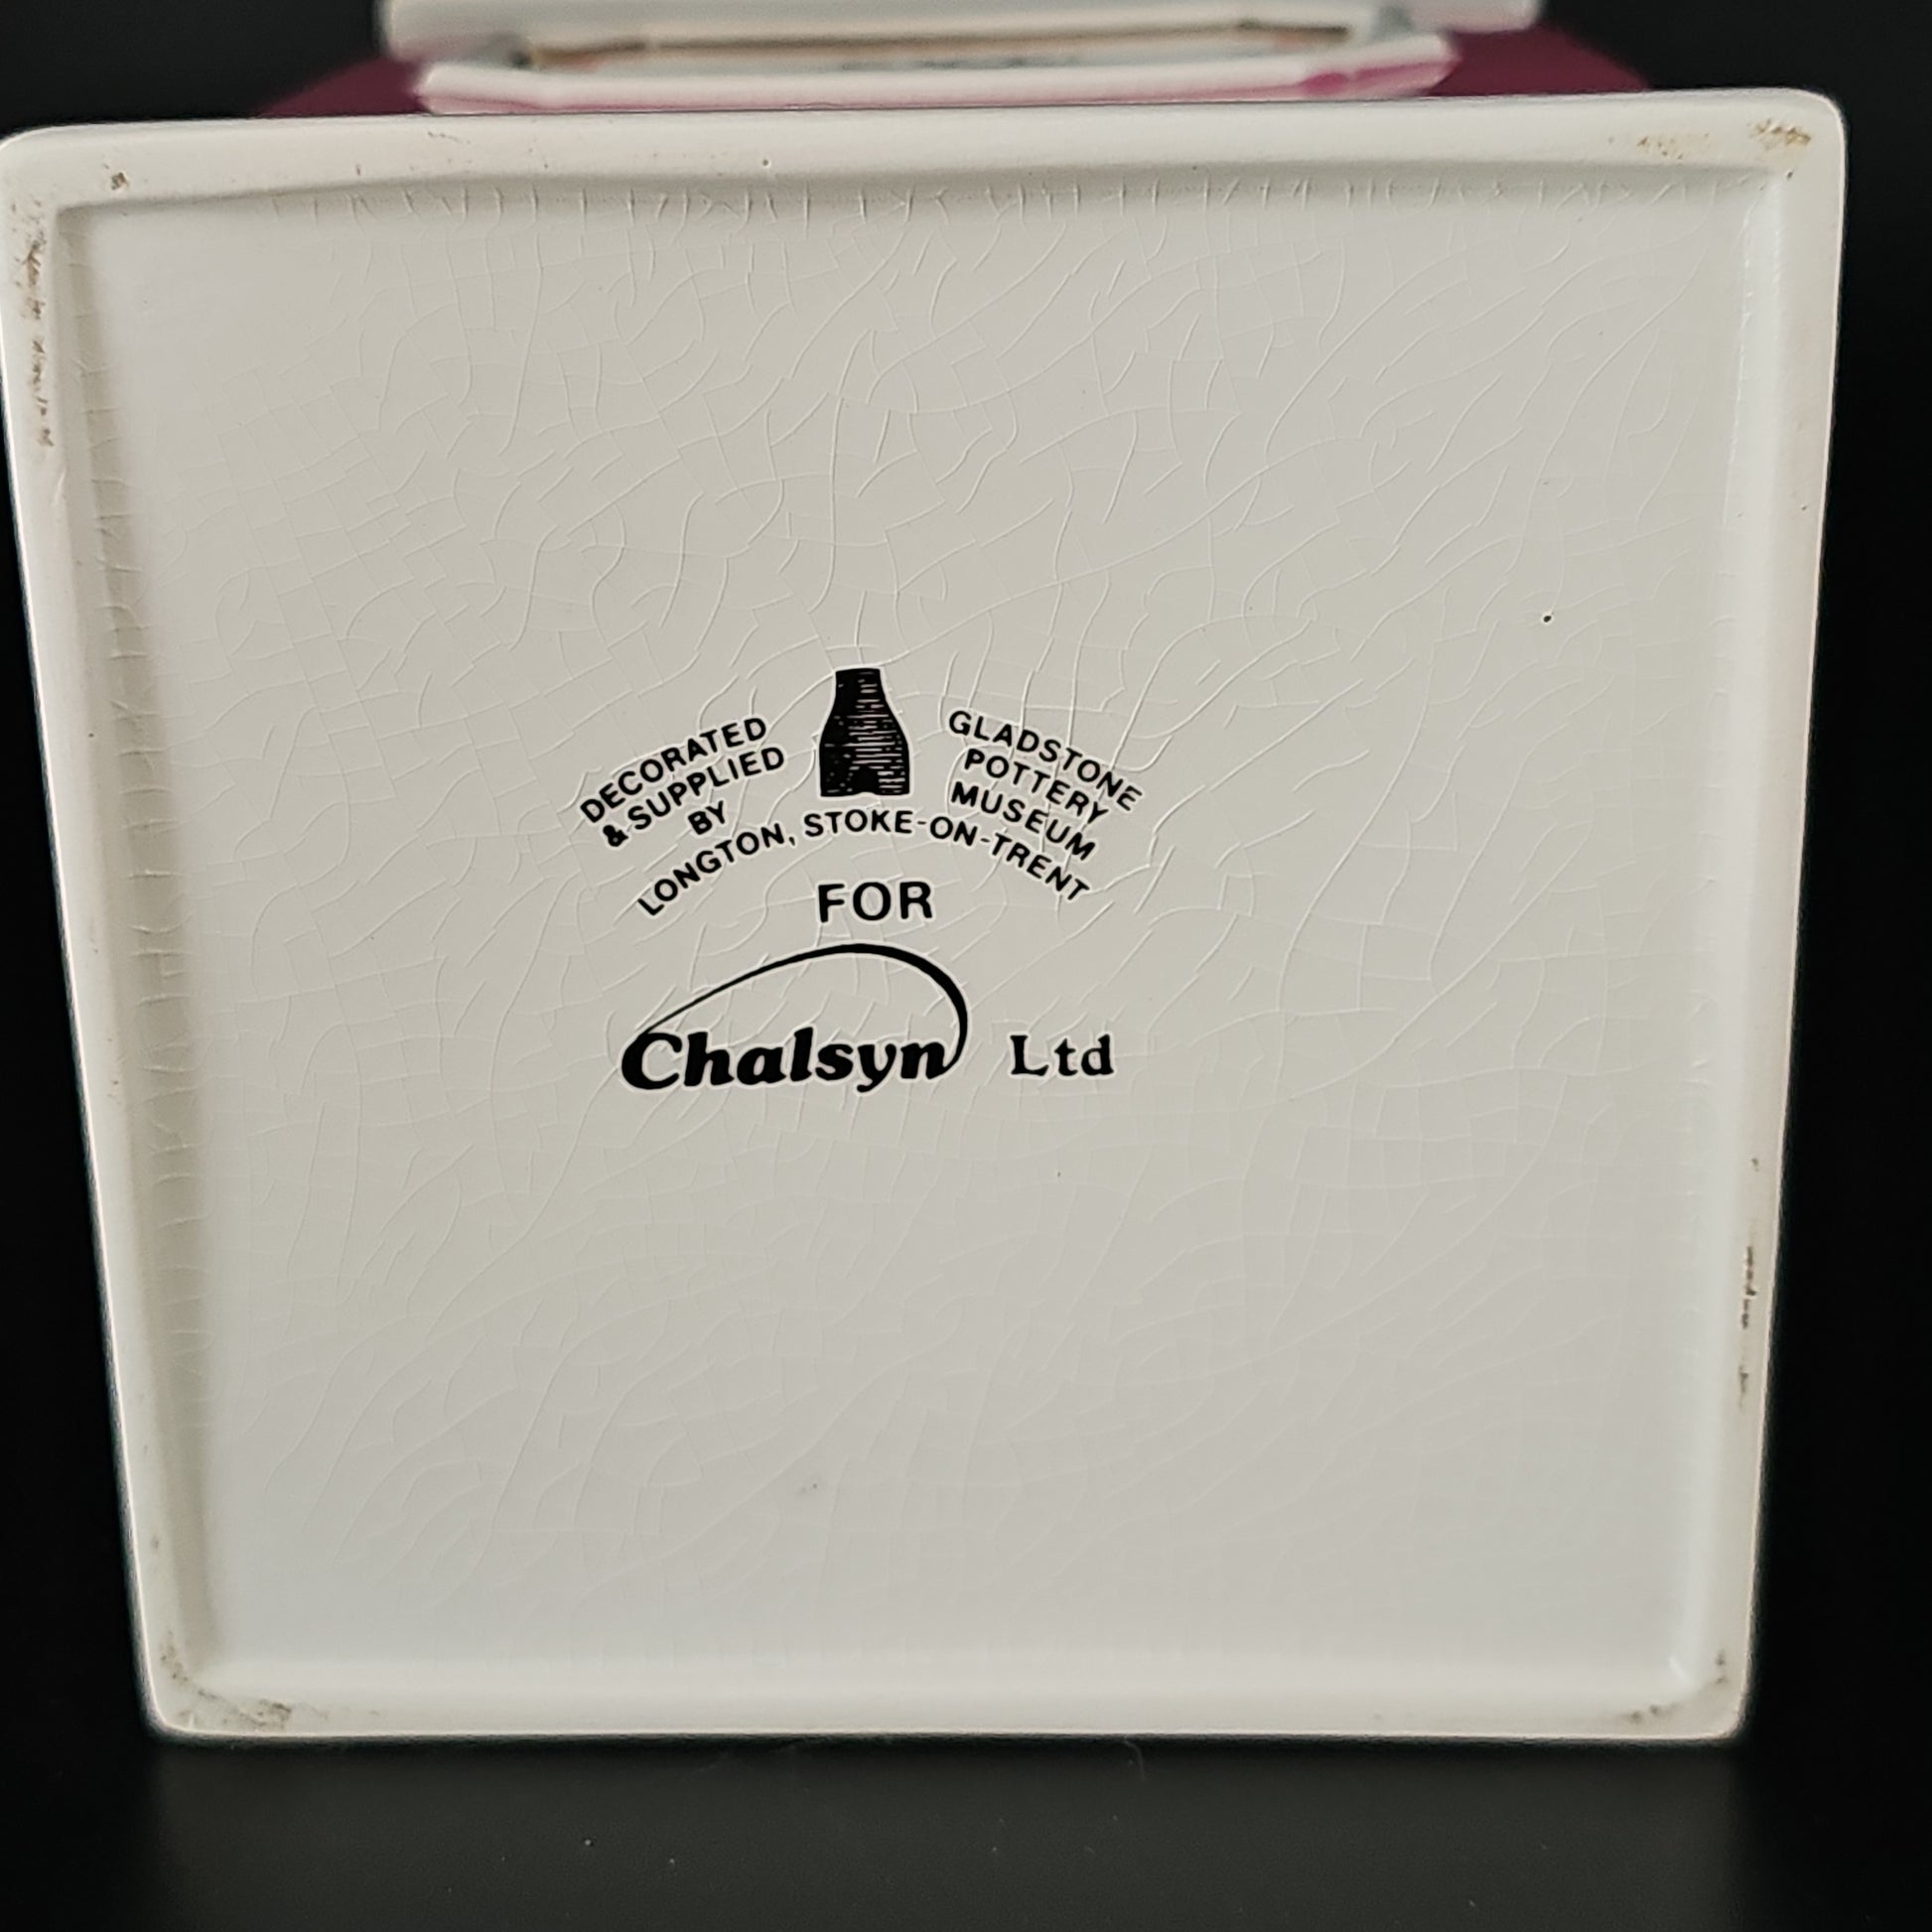 DECORATED
& SUPPLIED
BY
GLADSTONE
POTTERY
MUSEUM
LONGTON, STOKE-ON-TRENT
FOR
Chalsyn Ltd